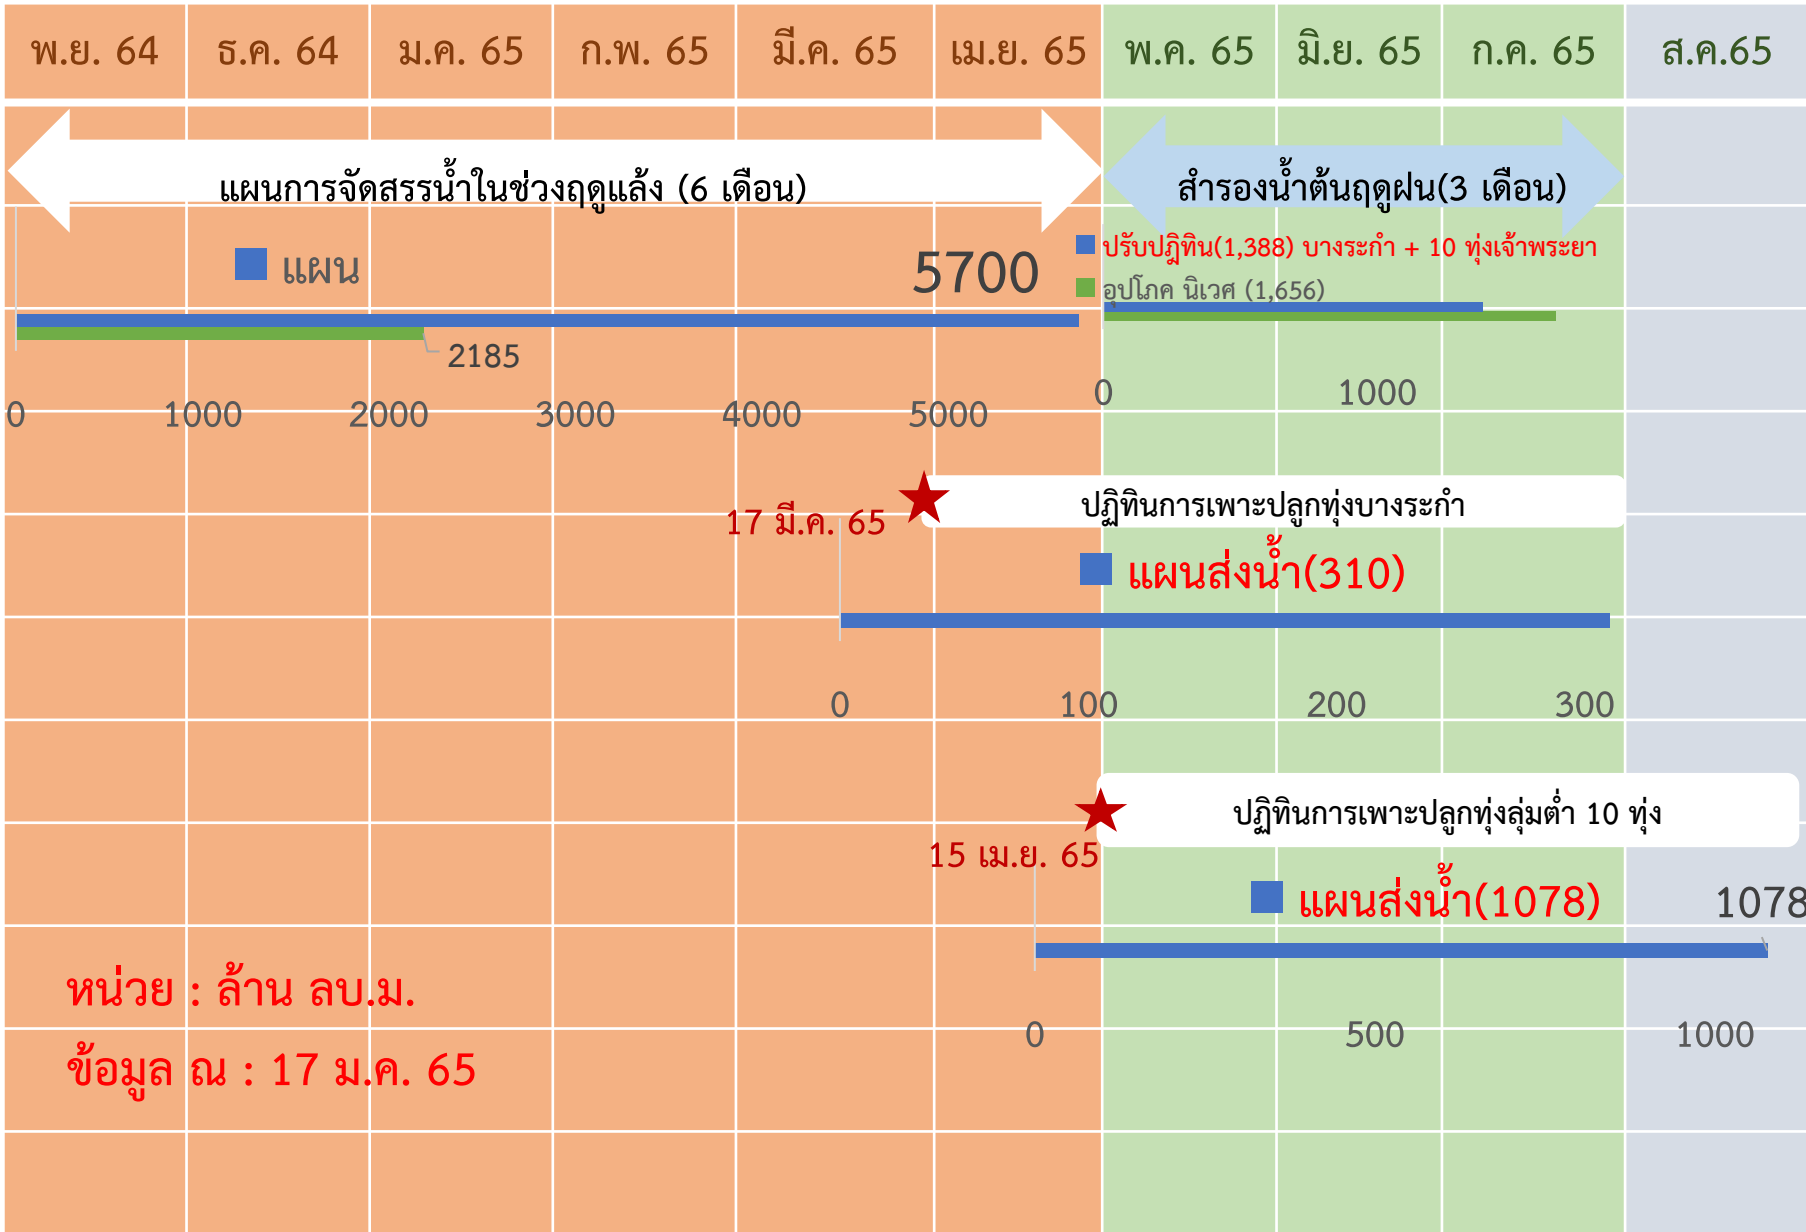 พ.ย. 64 ธ.ค. 64 ม.ค. 65 ก.พ. 65 มี.ค. 65 เม.ย. 65 พ.ค. 65 มิ.ย. 65 ก.ค. 65 ส.ค.65
แผนการจัดสรรน้ำในช่วงฤดูแล้ง (6 เดือน)
สำรองน้ำต้นฤดูฝน(3 เดือน)
แผน
5700
ปรับปฎิทิน(1,388) บางระกำ + 10 ทุ่งเจ้าพระยา
อุปโภค นิเวศ (1,656)
2185
0 1000 2000 3000 4000 5000
0 1000
17 มี.ค. 65
ปฏิทินการเพาะปลูกทุ่งบางระกำ
แผนส่งน้ำ(310)
0 100 200 300
15 เม.ย. 65
ปฏิทินการเพาะปลูกทุ่งลุ่มต่ำ 10 ทุ่ง
แผนส่งน้ำ(1078)
1078
0 500 1000
หน่วย : ล้าน ลบ.ม.
ข้อมูล ณ : 17 ม.ค. 65